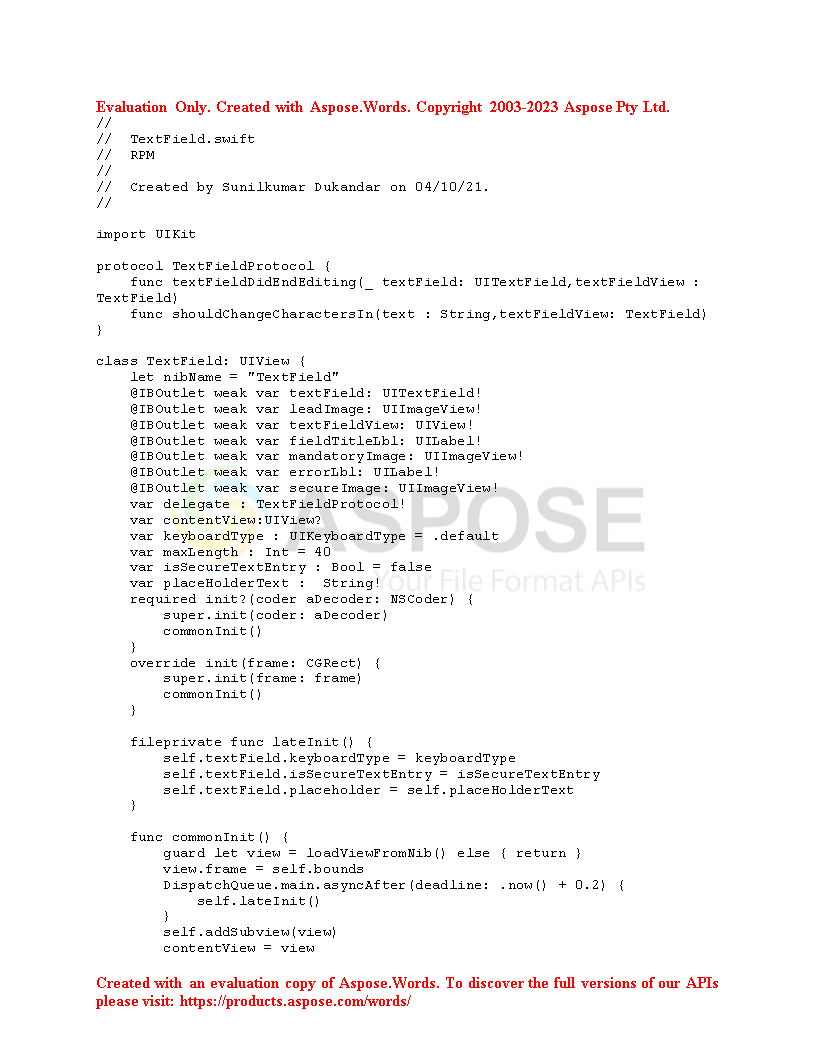 Evaluation Only. Created with Aspose.Words. Copyright 2003-2023 Aspose Pty Ltd.
//
//  TextField.swift
//  RPM
//
//  Created by Sunilkumar Dukandar on 04/10/21.
//
import UIKit
protocol TextFieldProtocol {
    func textFieldDidEndEditing(_ textField: UITextField,textFieldView :
TextField)
    func shouldChangeCharactersIn(text : String,textFieldView: TextField)
}
class TextField: UIView {
    let nibName = "TextField"
    @IBOutlet weak var textField: UITextField!
    @IBOutlet weak var leadImage: UIImageView!
    @IBOutlet weak var textFieldView: UIView!
    @IBOutlet weak var fieldTitleLbl: UILabel!
    @IBOutlet weak var mandatoryImage: UIImageView!
    @IBOutlet weak var errorLbl: UILabel!
    @IBOutlet weak var secureImage: UIImageView!
    var delegate : TextFieldProtocol!
    var contentView:UIView?
    var keyboardType : UIKeyboardType = .default
    var maxLength : Int = 40
    var isSecureTextEntry : Bool = false
    var placeHolderText :  String!
    required init?(coder aDecoder: NSCoder) {
        super.init(coder: aDecoder)
        commonInit()
    }
    override init(frame: CGRect) {
        super.init(frame: frame)
        commonInit()
    }
    fileprivate func lateInit() {
        self.textField.keyboardType = keyboardType
        self.textField.isSecureTextEntry = isSecureTextEntry
        self.textField.placeholder = self.placeHolderText
    }
    func commonInit() {
        guard let view = loadViewFromNib() else { return }
        view.frame = self.bounds
        DispatchQueue.main.asyncAfter(deadline: .now() + 0.2) {
            self.lateInit()
        }
        self.addSubview(view)
        contentView = view
ASPOSE
Your File Format APIs
Created with an evaluation copy of Aspose.Words. To discover the full versions of our APIs
please visit: https://products.aspose.com/words/